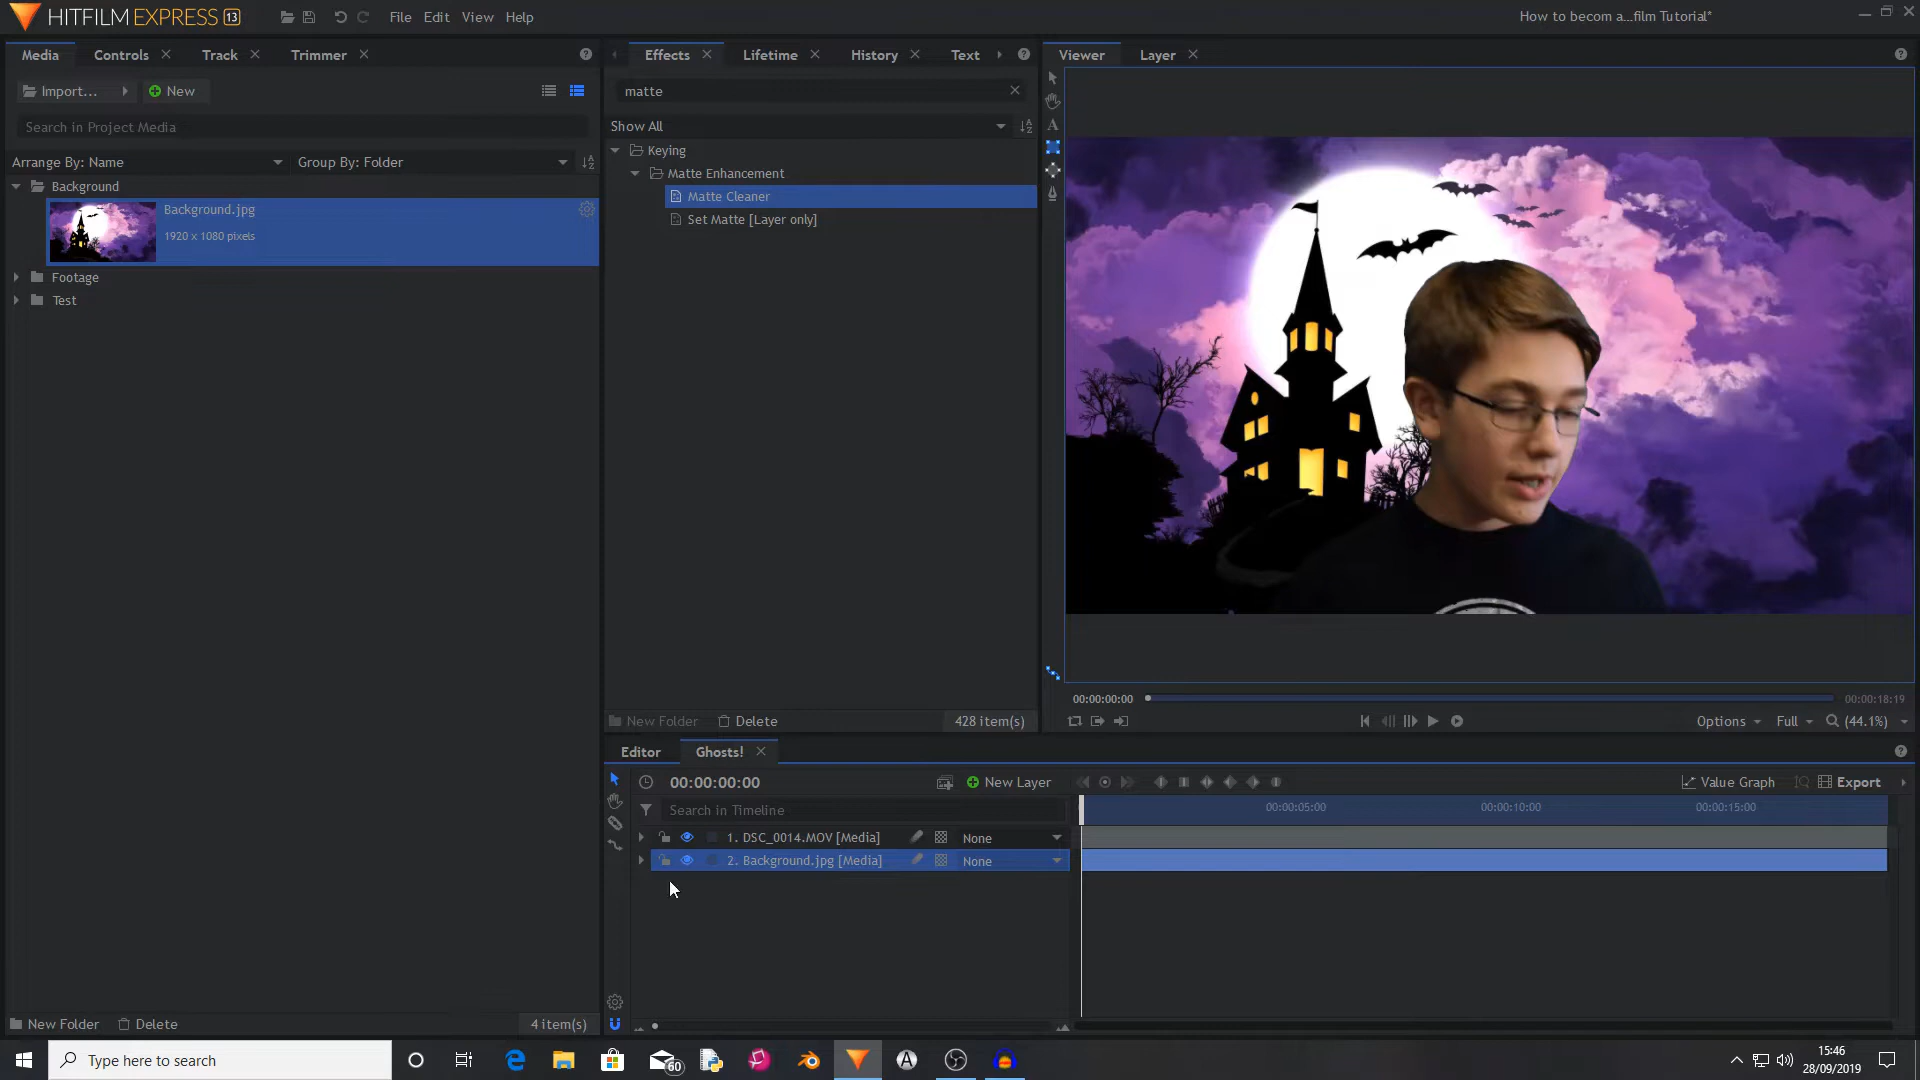 HITFILM EXPRESS 13
File Edit View Help
How to becom a...film Tutorial*
Media Controls Track Trimmer
Effects Lifetime History Text
Viewer Layer
Import... New
matte
Search in Project Media
Show All
Arrange By: Name Group By: Folder
Keying
Matte Enhancement
Matte Cleaner
Set Matte [Layer only]
Background
Background.jpg
1920 x 1080 pixels
Footage
Test
00:00:00:00 00:00:18:19
New Folder Delete 428 item(s)
Options Full (44.1%)
Editor Ghosts!
00:00:00:00 New Layer Value Graph Export
Search in Timeline
00:00:05:00 00:00:10:00 00:00:15:00
1. DSC_0014.MOV [Media] None
2. Background.jpg [Media] None
New Folder Delete 4 item(s)
Type here to search
60
15:46
28/09/2019